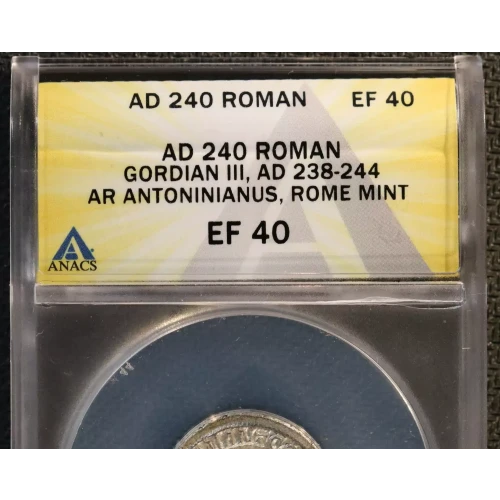 AD 240 ROMAN EF 40
AD 240 ROMAN
GORDIAN III, AD 238-244
AR ANTONINIANUS, ROME MINT
EF 40
ANACS